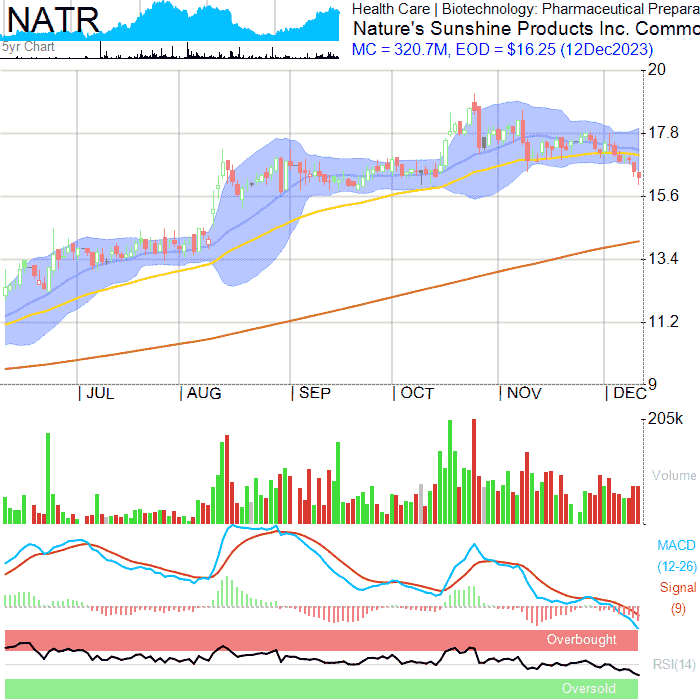 NATR
5yr Chart
Health Care | Biotechnology: Pharmaceutical Prepara
Nature's Sunshine Products Inc. Commo
MC = 320.7M, EOD = $16.25 (12Dec2023)
20
17.8
15.6
13.4
11.2
9
JUL AUG SEP OCT NOV DEC
205k
Volume
MACD
(12-26)
Signal
(9)
Overbought
RSI(14)
Oversold